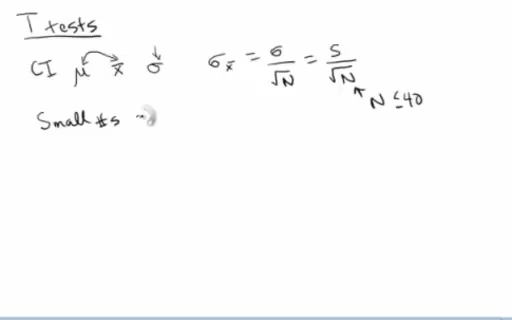 T tests
CI μ x̄ σ σx̄ = σ/√N = s/√N
N ≤ 40
Small #s